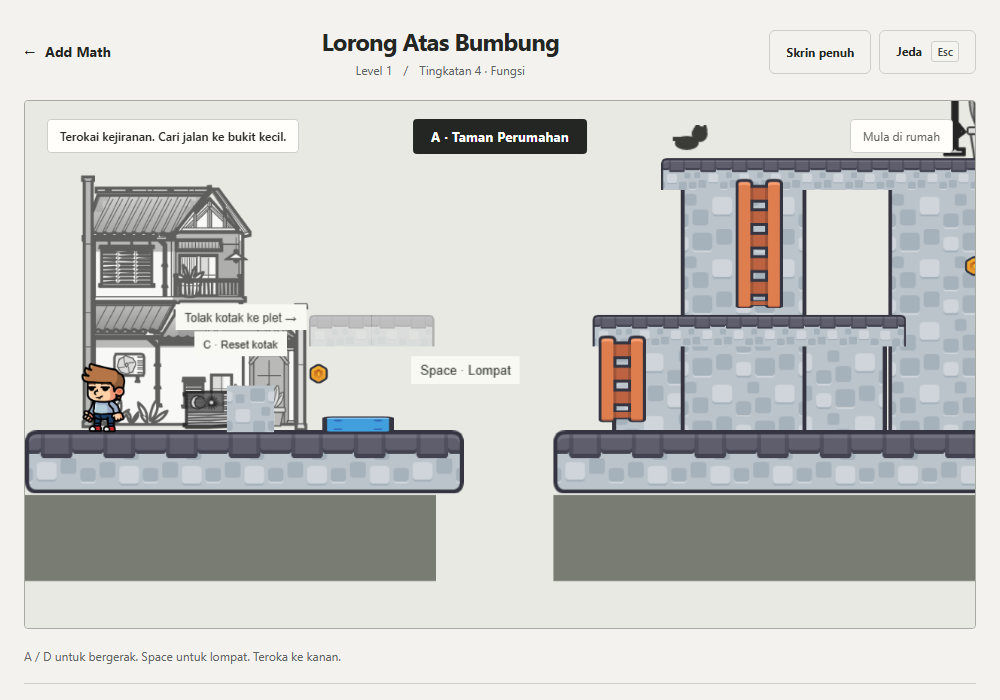 ← Add Math
Lorong Atas Bumbung
Level 1 / Tingkatan 4 · Fungsi
Skrin penuh
Jeda Esc
Terokai kejiranan. Cari jalan ke bukit kecil.
A · Taman Perumahan
Mula di rumah
Tolak kotak ke plet →
C · Reset kotak
Space · Lompat
A / D untuk bergerak. Space untuk lompat. Teroka ke kanan.